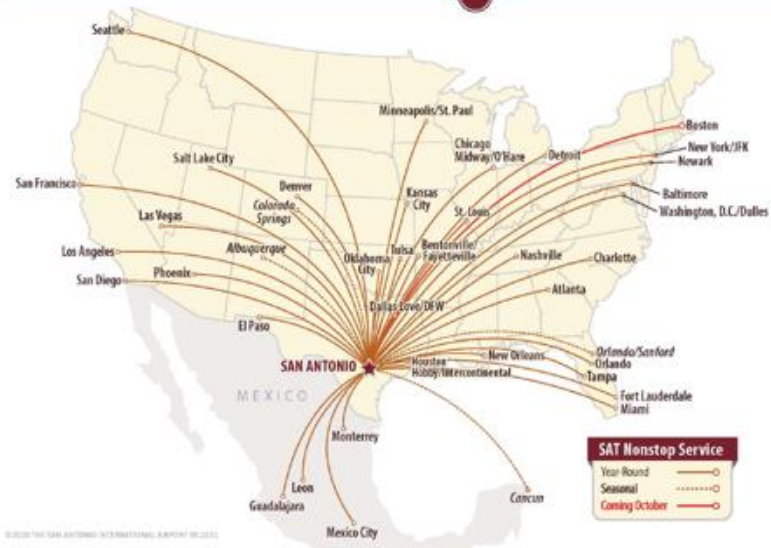 Seattle
Minneapolis/St. Paul
Boston
Chicago
Midway/O'Hare
Detroit
New York/JFK
Newark
Salt Lake City
San Francisco
Denver
Colorado
Springs
Kansas
City
Baltimore
Washington, D.C./Dulles
Las Vegas
St. Louis
Los Angeles
Albuquerque
Oklahoma
City
Tulsa
Bentonville/
Fayetteville
Nashville
Charlotte
San Diego
Phoenix
Atlanta
Dallas Love/DFW
El Paso
SAN ANTONIO
Houston
Hobby/Intercontinental
New Orleans
Orlando/Sanford
Orlando
Tampa
Fort Lauderdale
Miami
MEXICO
Monterrey
Leon
Guadalajara
Mexico City
Cancun
SAT Nonstop Service
Year-Round
Seasonal
Coming October